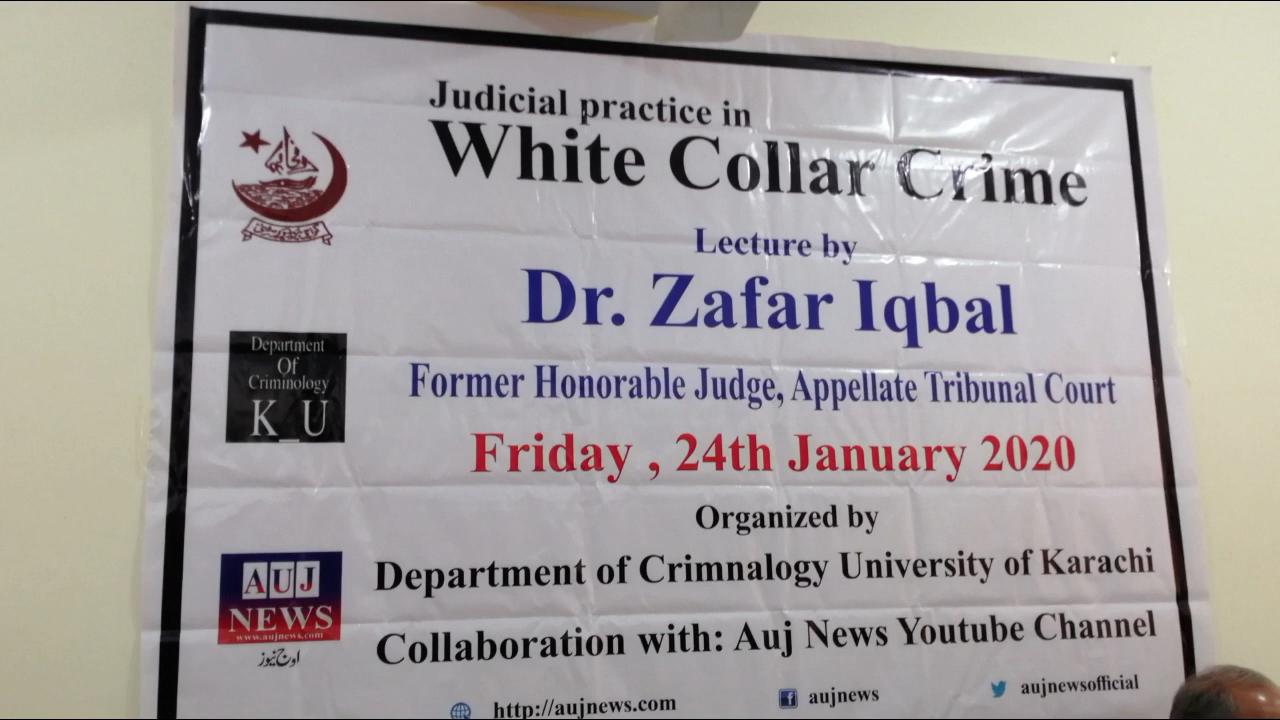 Judicial practice in
White Collar Crime
Lecture by
Dr. Zafar Iqbal
Former Honorable Judge, Appellate Tribunal Court
Friday , 24th January 2020
Organized by
Department of Crimnalogy University of Karachi
Collaboration with: Auj News Youtube Channel
http://aujnews.com
aujnews
aujnewsofficial
Department
Of
Criminology
K_U
AUJ
NEWS
www.aujnews.com
اوج نیوز